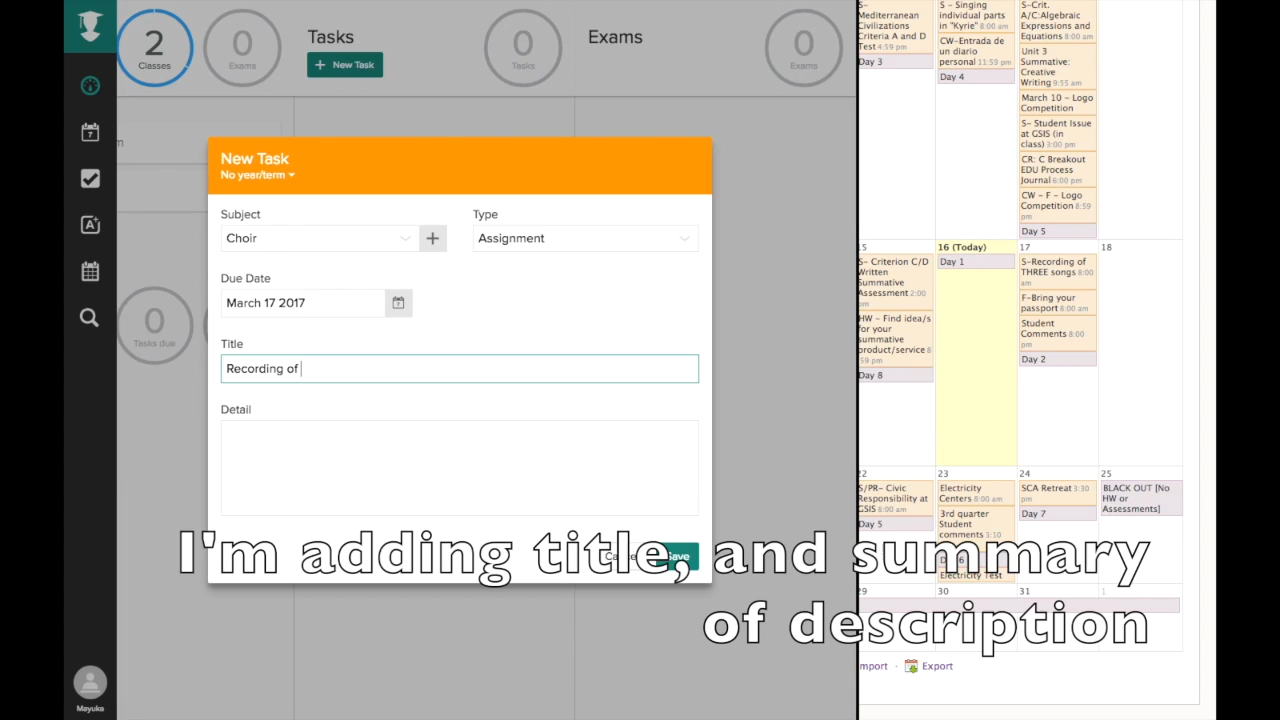 2
Classes
0
Exams
Tasks
+ New Task
0
Tasks
Exams
0
Exams
7
A+
m
0
Tasks due
Mayuka
New Task
No year/term
Subject
Choir
+
Type
Assignment
Due Date
March 17 2017
Title
Recording of
Detail
Save
I'm adding title, and summary
of description
S-
Mediterranean
Civilizations
Criteria A and D
Test 4:59 pm
Day 3
S - Singing
individual parts
in "Kyrie" 8:00 am
CW-Entrada de
un diario
personal 11:59 pm
Day 4
S-Crit.
A/C:Algebraic
Expressions and
Equations 8:00 am
Unit 3
Summative:
Creative
Writing 9:55 am
March 10 - Logo
Competition
S- Student Issue
at GSIS (in
class) 3:00 pm
CR: C Breakout
EDU Process
Journal 6:00 pm
CW - F - Logo
Competition 8:59
pm
Day 5
15
S- Criterion C/D
Written
Summative
Assessment 2:00
pm
HW - Find idea/s
for your
summative
product/service 8
59 pm
Day 8
16 (Today)
Day 1
17
S-Recording of
THREE songs 8:00
am
F-Bring your
passport 8:00 am
Student
Comments 8:00
pm
Day 2
18
22
S/PR- Civic
Responsibility at
GSIS 8:00 am
Day 5
23
Electricity
Centers 8:00 am
3rd quarter
Student
comments 3:10
Electricity Test
24
SCA Retreat 3:30
pm
Day 7
25
BLACK OUT [No
HW or
Assessments]
29
30
31
1
mport · Export